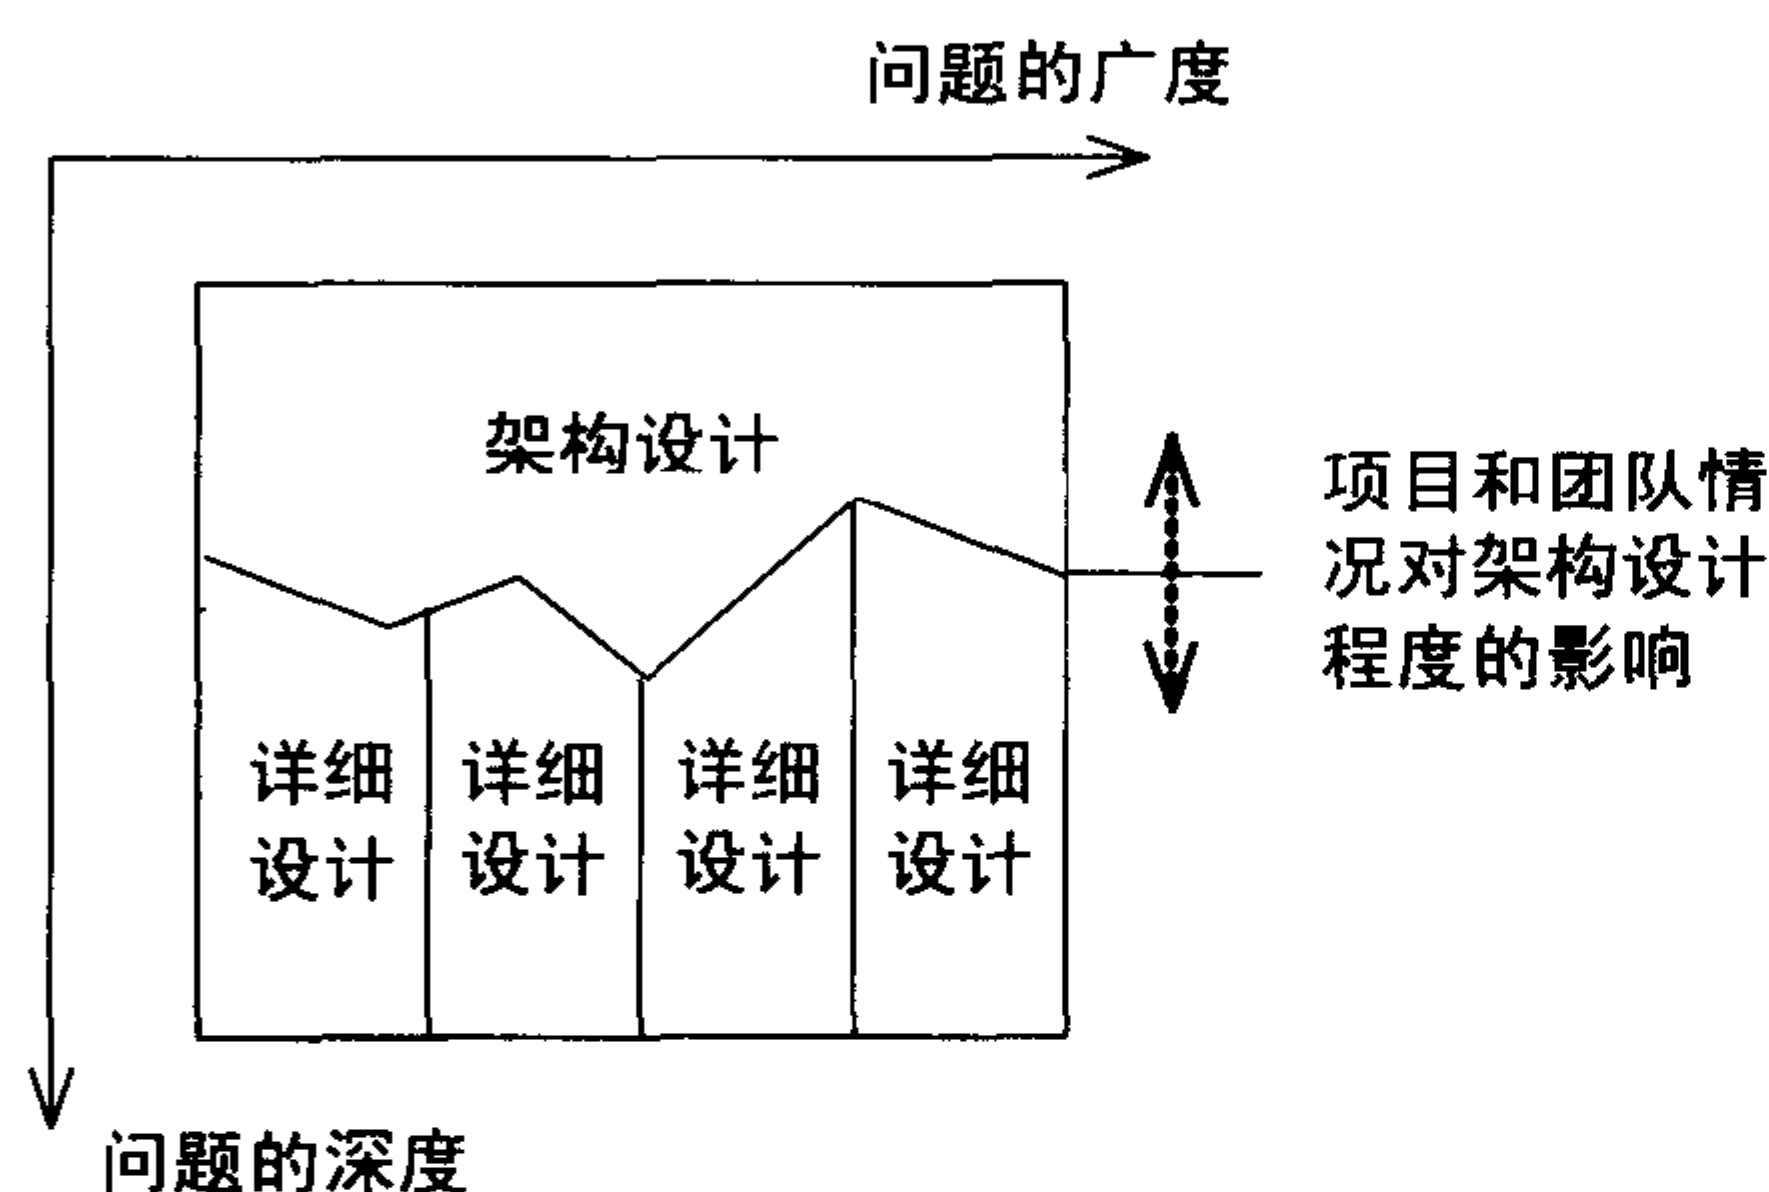 问题的广度
架构设计
项目和团队情
况对架构设计
程度的影响
详细
设计
详细
设计
详细
设计
详细
设计
问题的深度